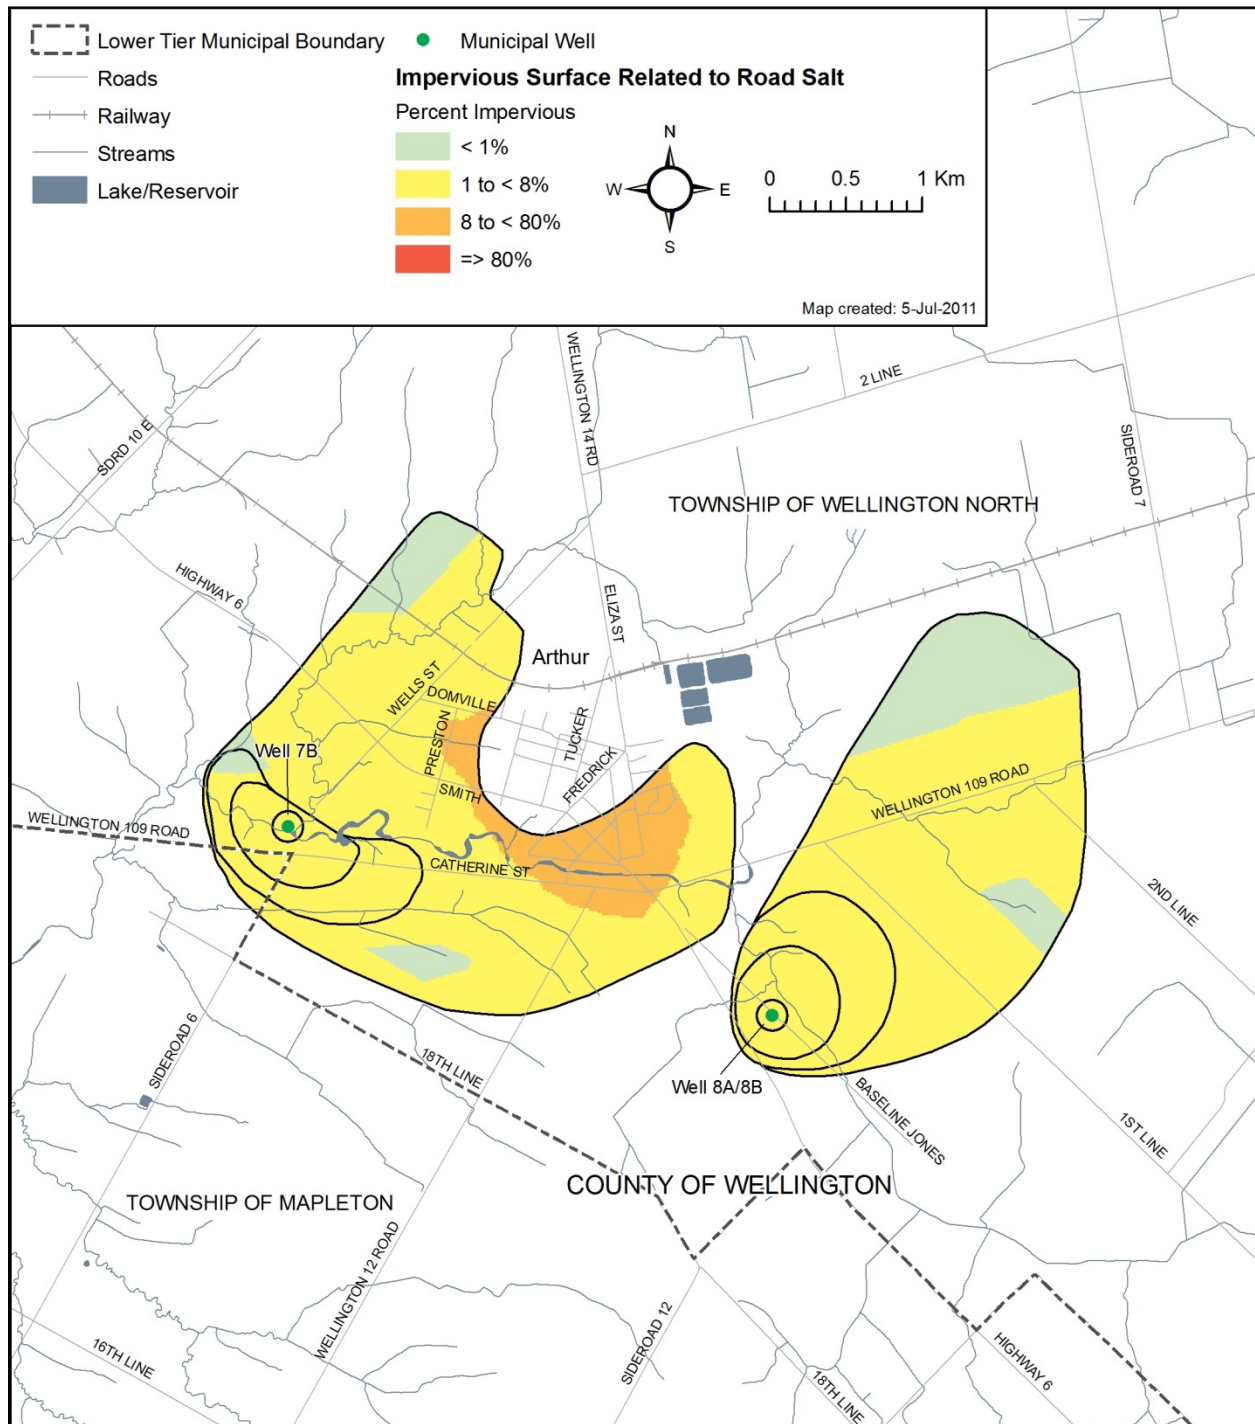 Lower Tier Municipal Boundary
Roads
Railway
Streams
Lake/Reservoir
Municipal Well
Impervious Surface Related to Road Salt
Percent Impervious
< 1%
1 to < 8%
8 to < 80%
=> 80%
N
W
E
S
0 0.5 1 Km
Map created: 5-Jul-2011
WELLINGTON 14 RD
2 LINE
SDRD 10 E
SIDEROAD 7
TOWNSHIP OF WELLINGTON NORTH
HIGHWAY 6
ELIZA ST
Arthur
WELLS ST
DOMVILLE
PRESTON
TUCKER
FREDRICK
SMITH
Well 7B
WELLINGTON 109 ROAD
WELLINGTON 109 ROAD
CATHERINE ST
2ND LINE
SIDEROAD 6
18TH LINE
Well 8A/8B
BASELINE JONES
1ST LINE
COUNTY OF WELLINGTON
TOWNSHIP OF MAPLETON
WELLINGTON 12 ROAD
16TH LINE
SIDEROAD 12
18TH LINE
HIGHWAY 6